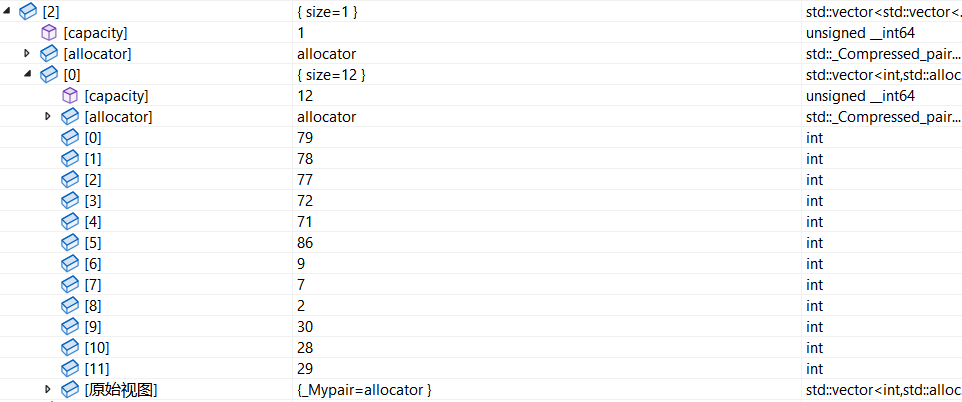 [2] { size=1 } std::vector<std::vector<.
[capacity] 1 unsigned __int64
[allocator] allocator std::_Compressed_pair...
[0] { size=12 } std::vector<int,std::alloc
[capacity] 12 unsigned __int64
[allocator] allocator std::_Compressed_pair...
[0] 79 int
[1] 78 int
[2] 77 int
[3] 72 int
[4] 71 int
[5] 86 int
[6] 9 int
[7] 7 int
[8] 2 int
[9] 30 int
[10] 28 int
[11] 29 int
[原始视图] {_Mypair=allocator } std::vector<int,std::alloc